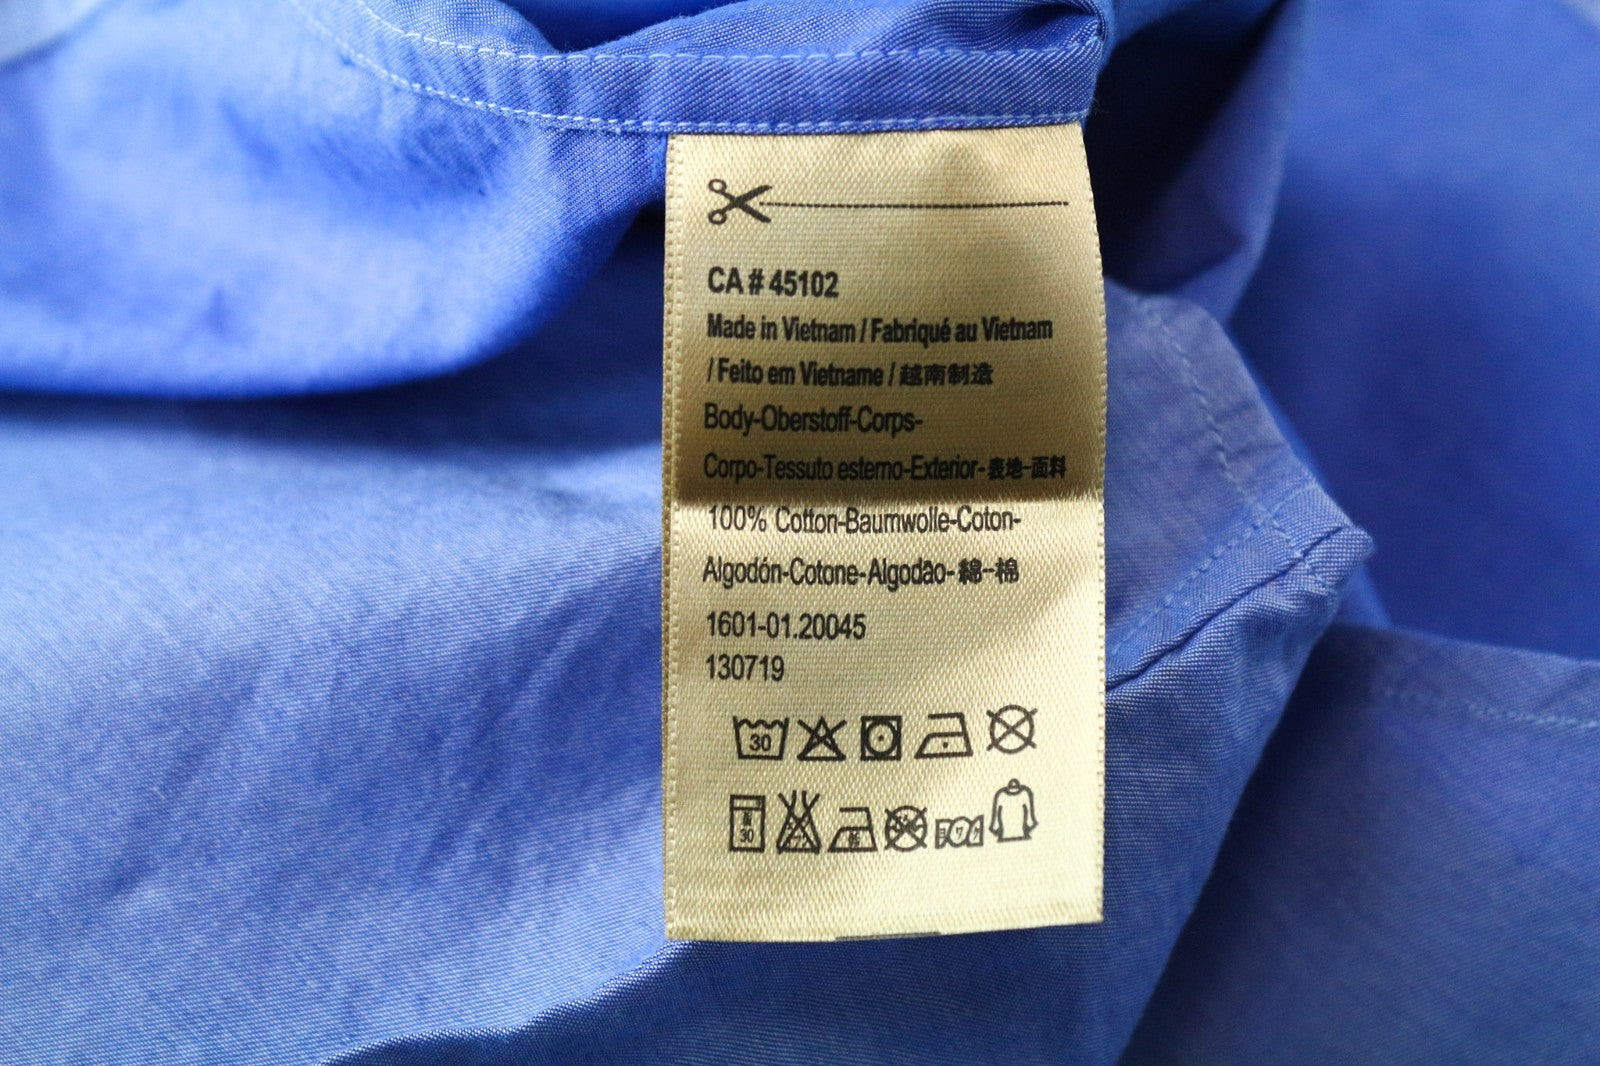 CA # 45102
Made in Vietnam / Fabriqué au Vietnam
/ Feito em Vietname / 越南制造
Body-Oberstoff-Corps-
Corpo-Tessuto esterno-Exterior-表地-面料
100% Cotton-Baumwolle-Coton-
Algodón-Cotone-Algodão-綿-棉
1601-01.20045
130719
30
30